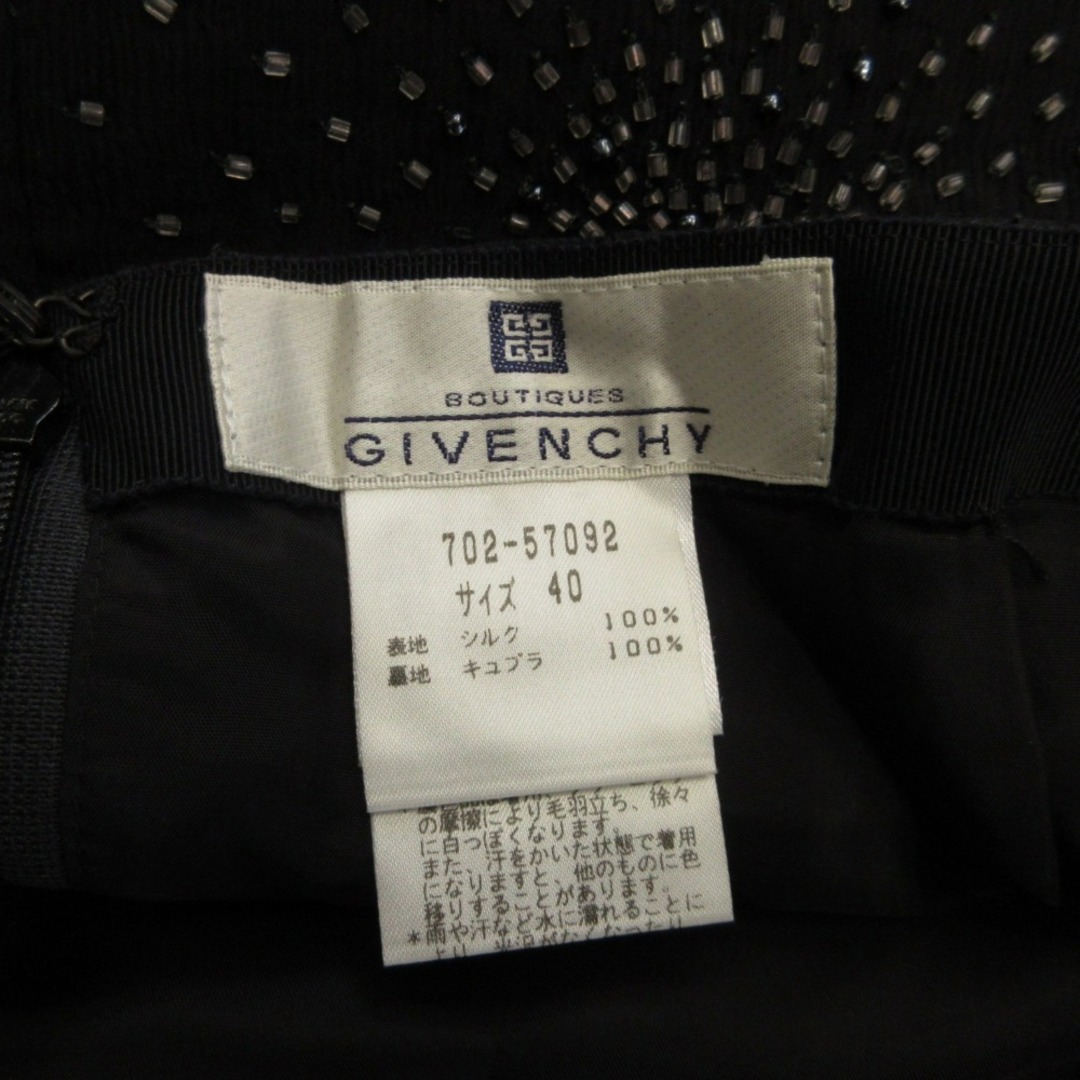 BOUTIQUES
GIVENCHY
702-57092
サイズ 40
表地 シルク 100%
裏地 キュプラ 100%
の摩擦により毛羽立ち、徐々
に白っぽくなります。
また、汗をかいた状態で着用
になりますと、他のものに色
移りすることがあります。
*雨や汗など水に濡れることに